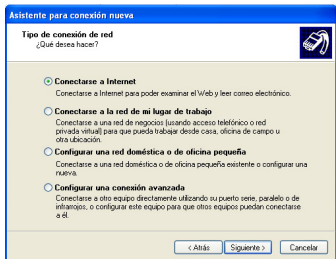 Asistente para conexión nueva
Tipo de conexión de red
¿Qué desea hacer?
Conectarse a Internet
Conectarse a Internet para poder examinar el Web y leer correo electrónico.
Conectarse a la red de mi lugar de trabajo
Conectarse a una red de negocios (usando acceso telefónico o red
privada virtual) para que pueda trabajar desde casa, oficina de campo u
otra ubicación.
Configurar una red doméstica o de oficina pequeña
Conectarse a una red doméstica o de oficina pequeña existente o configurar una
nueva.
Configurar una conexión avanzada
Conectarse a otro equipo directamente utilizando su puerto serie, paralelo o de
infrarrojos, o configurar este equipo para que otros equipos puedan conectarse
a él.
< Atrás Siguiente > Cancelar